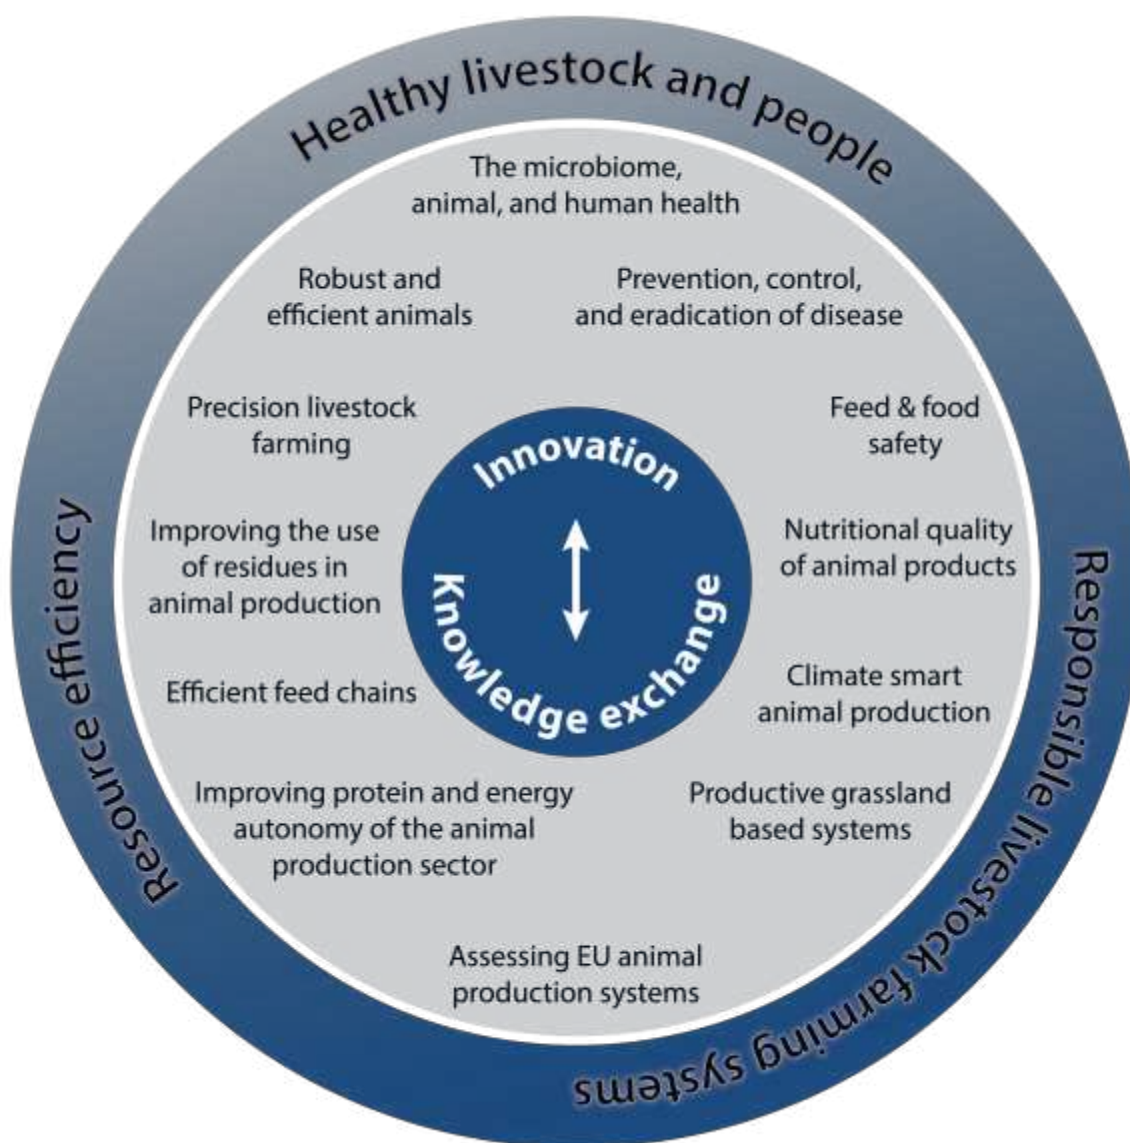 Healthy livestock and people
The microbiome,
animal, and human health
Robust and
efficient animals
Prevention, control,
and eradication of disease
Precision livestock
farming
Feed & food
safety
Innovation
Knowledge exchange
Improving the use
of residues in
animal production
Nutritional quality
of animal products
Efficient feed chains
Climate smart
animal production
Improving protein and energy
autonomy of the animal
production sector
Productive grassland
based systems
Assessing EU animal
production systems
Resource efficiency
Responsible livestock farming systems